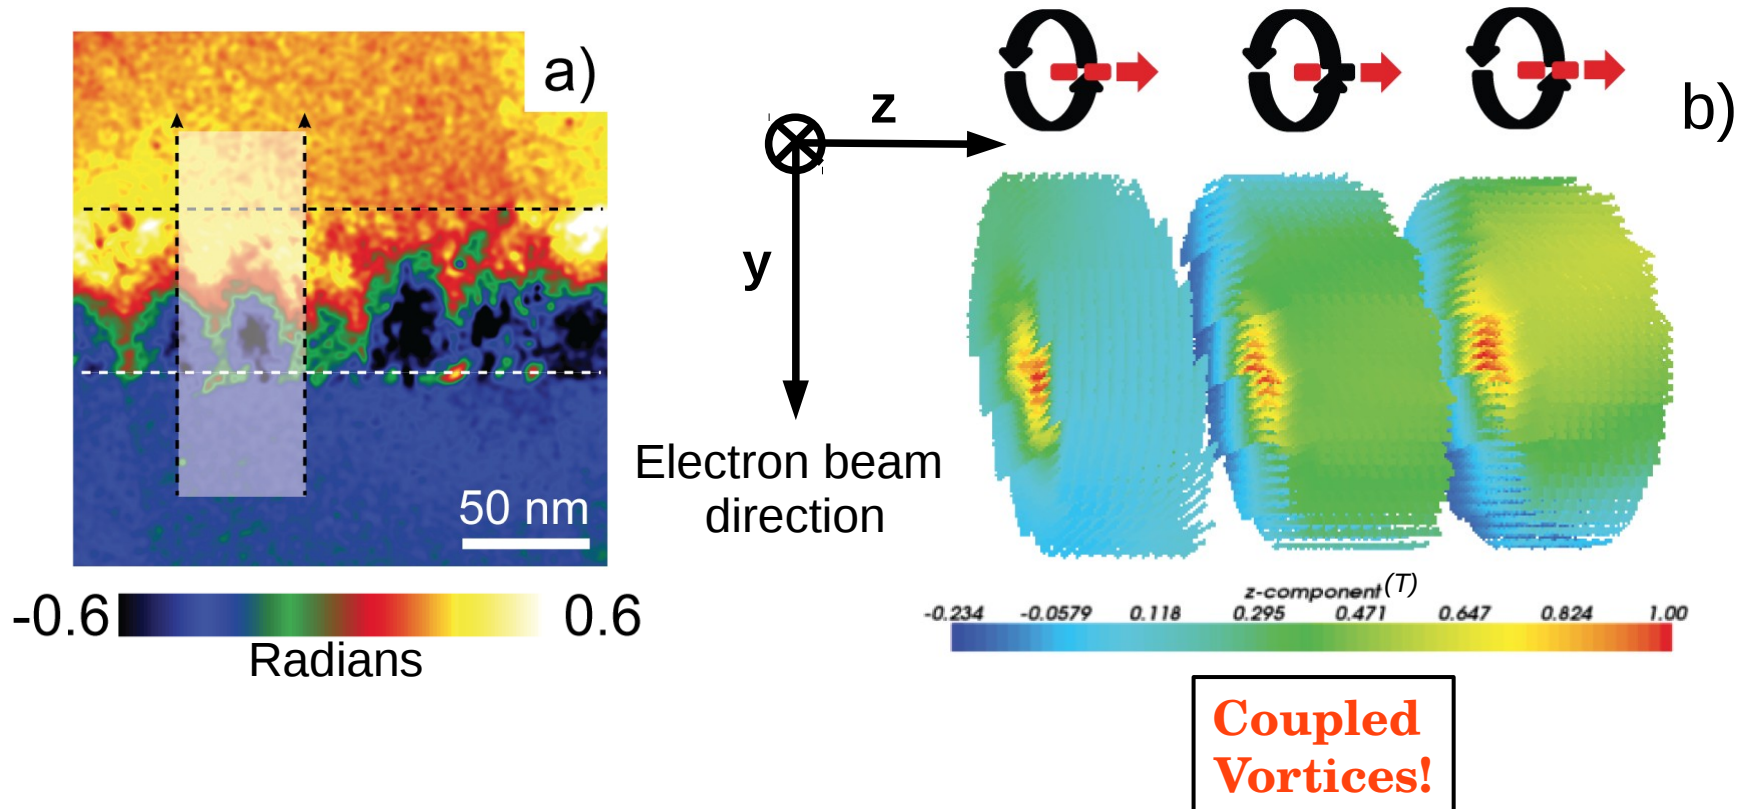 a)
50 nm
-0.6
0.6
Radians
z
y
Electron beam
direction
b)
z-component (T)
-0.234 -0.0579 0.118 0.295 0.471 0.647 0.824 1.00
Coupled
Vortices!